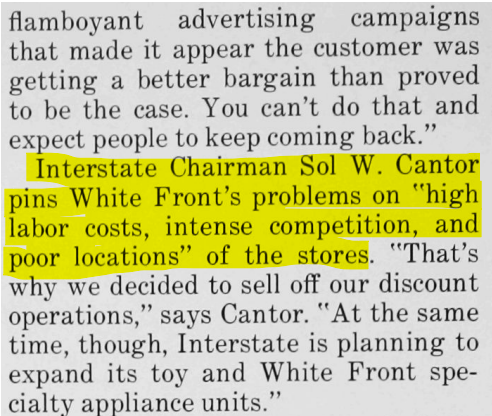 flamboyant advertising campaigns
that made it appear the customer was
getting a better bargain than proved
to be the case. You can't do that and
expect people to keep coming back."
Interstate Chairman Sol W. Cantor
pins White Front's problems on "high
labor costs, intense competition, and
poor locations" of the stores. "That's
why we decided to sell off our discount
operations," says Cantor. "At the same
time, though, Interstate is planning to
expand its toy and White Front spe-
cialty appliance units."